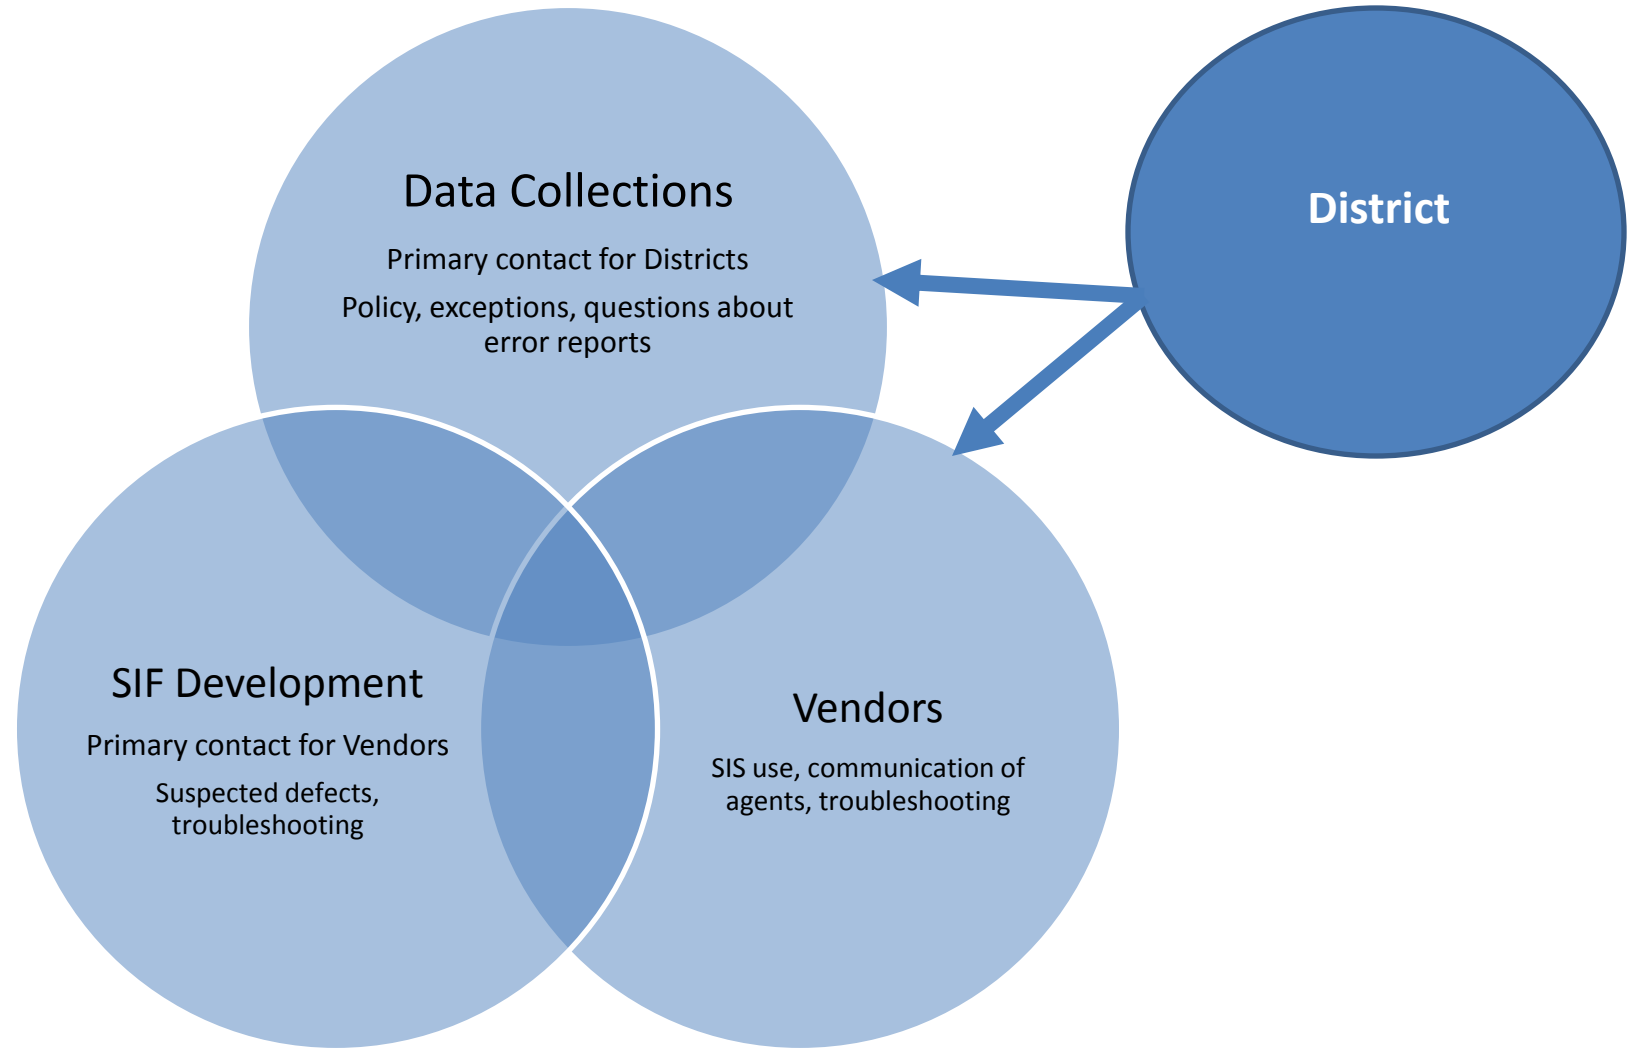 Data Collections
Primary contact for Districts
Policy, exceptions, questions about
error reports
District
SIF Development
Primary contact for Vendors
Suspected defects,
troubleshooting
Vendors
SIS use, communication of
agents, troubleshooting